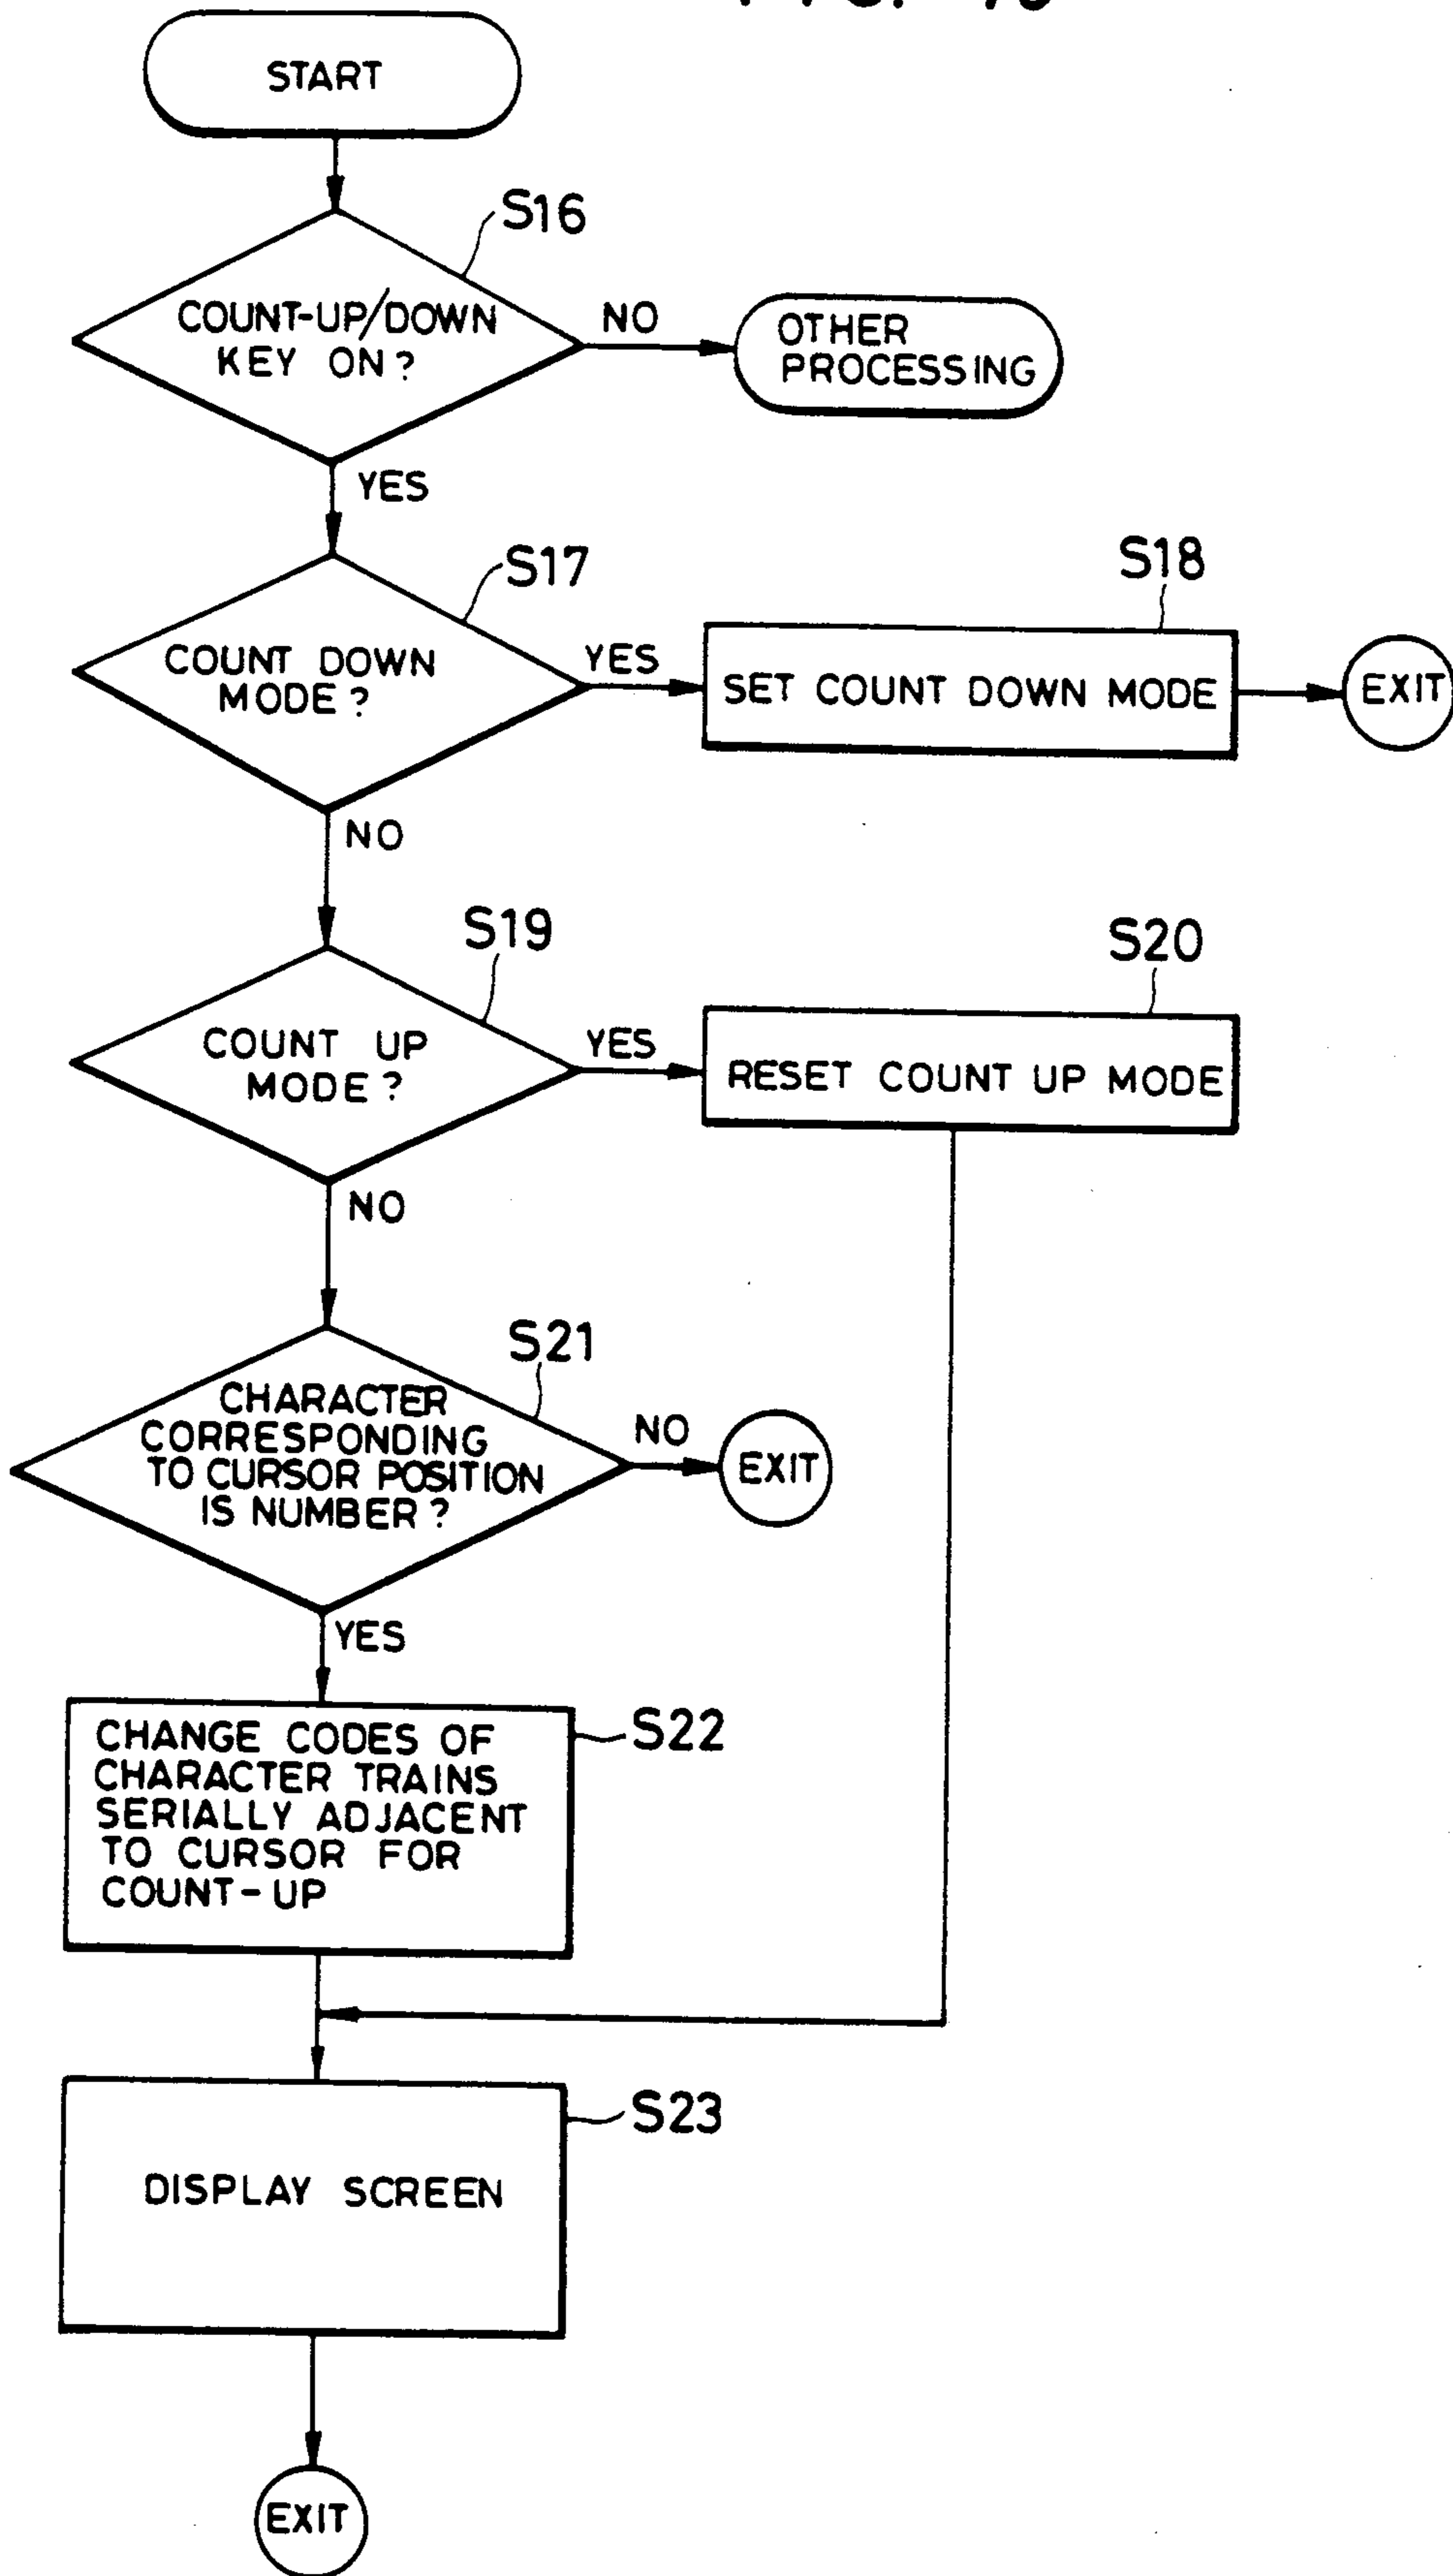 START
S16
COUNT-UP/DOWN
KEY ON?
NO
OTHER
PROCESSING
YES
S17
S18
COUNT DOWN
MODE?
YES
SET COUNT DOWN MODE
EXIT
NO
S19
S20
COUNT UP
MODE?
YES
RESET COUNT UP MODE
NO
S21
CHARACTER
CORRESPONDING
TO CURSOR POSITION
IS NUMBER?
NO
EXIT
YES
S22
CHANGE CODES OF
CHARACTER TRAINS
SERIALLY ADJACENT
TO CURSOR FOR
COUNT-UP
S23
DISPLAY SCREEN
EXIT